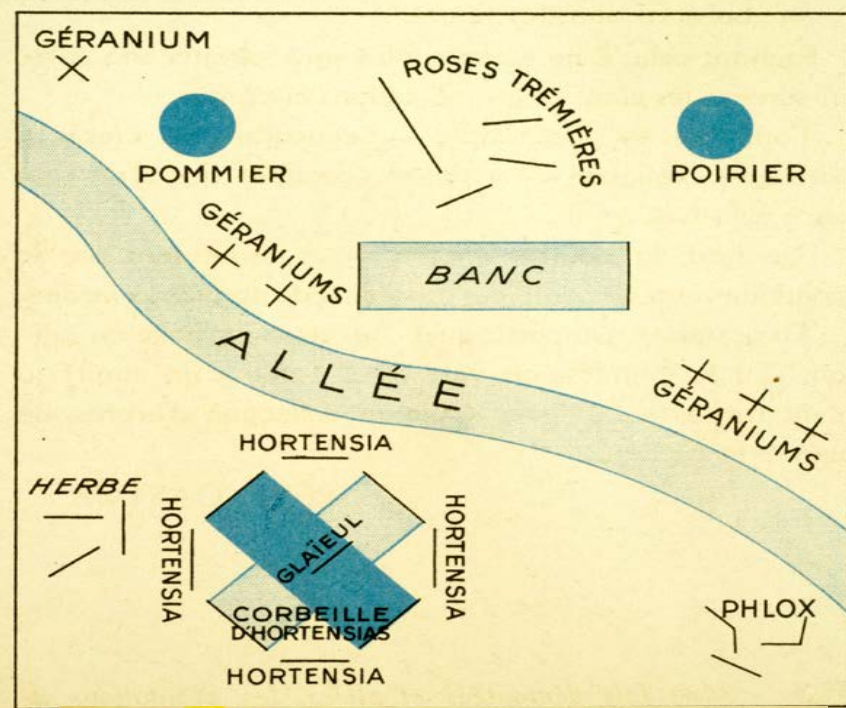 GÉRANIUM
ROSES TRÉMIÈRES
POMMIER
POIRIER
GÉRANIUMS
BANC
ALLÉE
GÉRANIUMS
HORTENSIA
HERBE
HORTENSIA
GLAÏEUL
HORTENSIA
CORBEILLE
D'HORTENSIAS
HORTENSIA
PHLOX